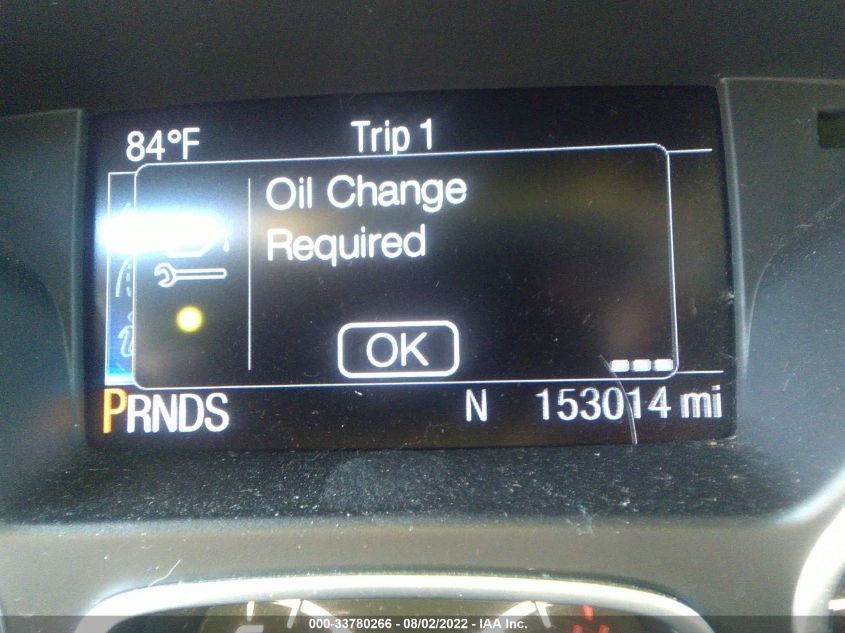 84°F Trip 1
Oil Change
Required
OK
PRNDS N 153014 mi
000-33780266 - 08/02/2022 - IAA Inc.